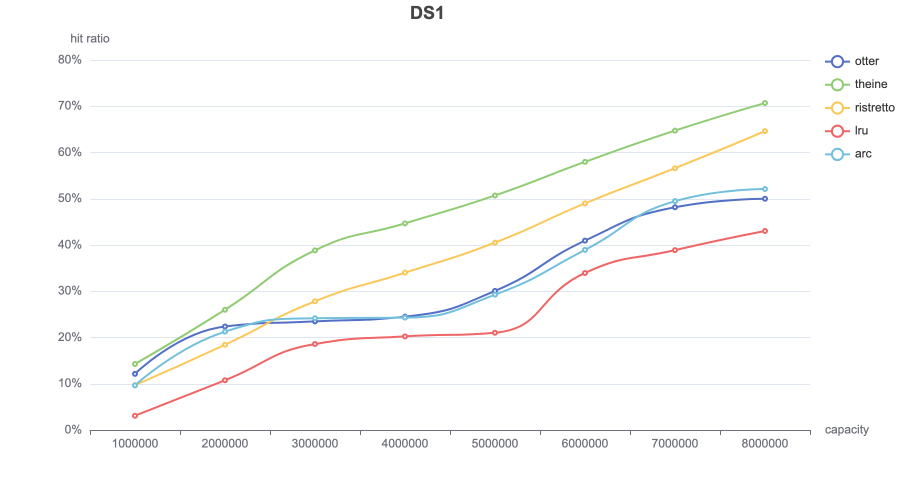 DS1
hit ratio
80%
70%
60%
50%
40%
30%
20%
10%
0%
1000000 2000000 3000000 4000000 5000000 6000000 7000000 8000000
capacity
otter
theine
ristretto
lru
arc